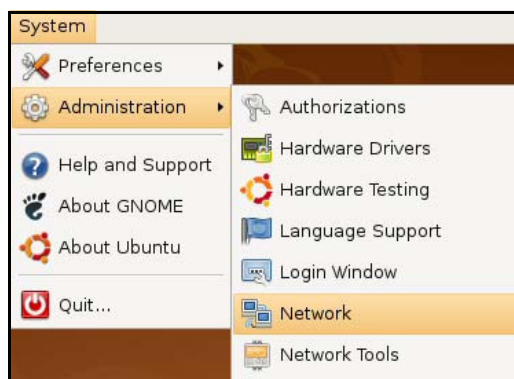 System
Preferences
Administration
Help and Support
About GNOME
About Ubuntu
Quit...
Authorizations
Hardware Drivers
Hardware Testing
Language Support
Login Window
Network
Network Tools